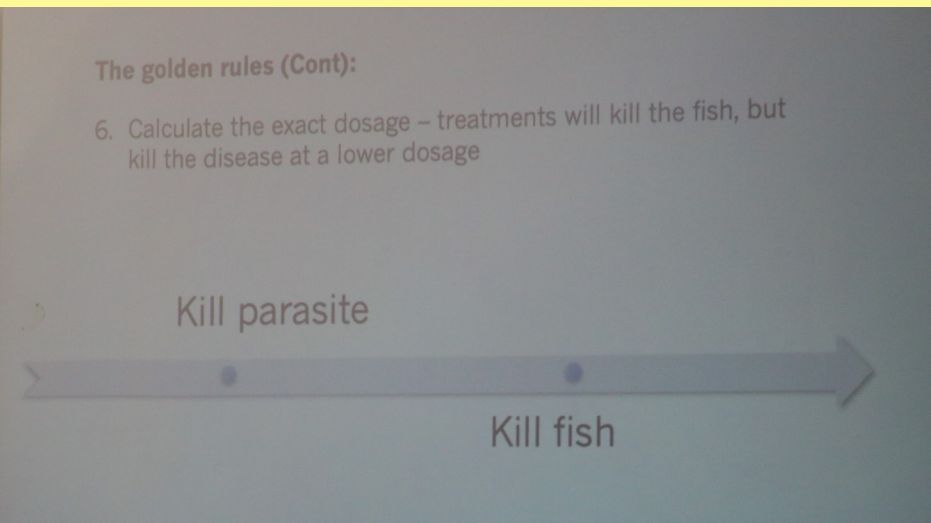 The golden rules (Cont):
6. Calculate the exact dosage – treatments will kill the fish, but
kill the disease at a lower dosage
Kill parasite
Kill fish